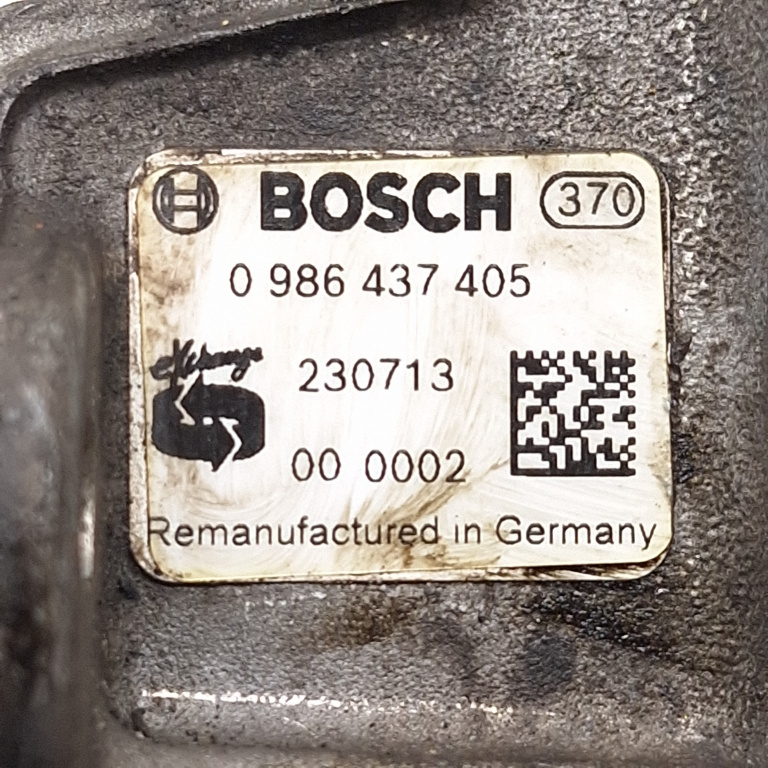 BOSCH 370
0 986 437 405
eXchange
230713
00 0002
Remanufactured in Germany